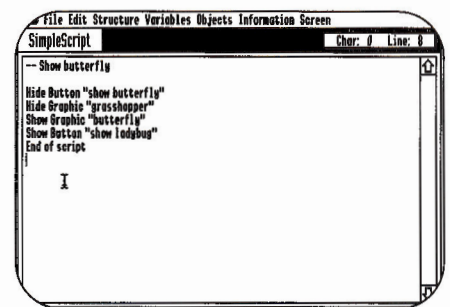 File Edit Structure Variables Objects Information Screen
SimpleScript
Char: 0 Line: 8
-- Show butterfly
Hide Button "show butterfly"
Hide Graphic "grasshopper"
Show Graphic "butterfly"
Show Button "show ladybug"
End of script